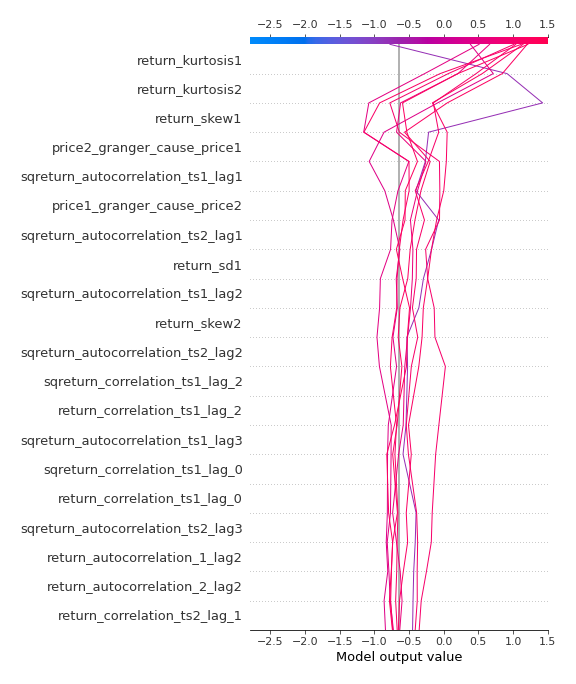 −2.5 −2.0 −1.5 −1.0 −0.5 0.0 0.5 1.0 1.5
return_kurtosis1
return_kurtosis2
return_skew1
price2_granger_cause_price1
sqreturn_autocorrelation_ts1_lag1
price1_granger_cause_price2
sqreturn_autocorrelation_ts2_lag1
return_sd1
sqreturn_autocorrelation_ts1_lag2
return_skew2
sqreturn_autocorrelation_ts2_lag2
sqreturn_correlation_ts1_lag_2
return_correlation_ts1_lag_2
sqreturn_autocorrelation_ts1_lag3
sqreturn_correlation_ts1_lag_0
return_correlation_ts1_lag_0
sqreturn_autocorrelation_ts2_lag3
return_autocorrelation_1_lag2
return_autocorrelation_2_lag2
return_correlation_ts2_lag_1
−2.5 −2.0 −1.5 −1.0 −0.5 0.0 0.5 1.0 1.5
Model output value